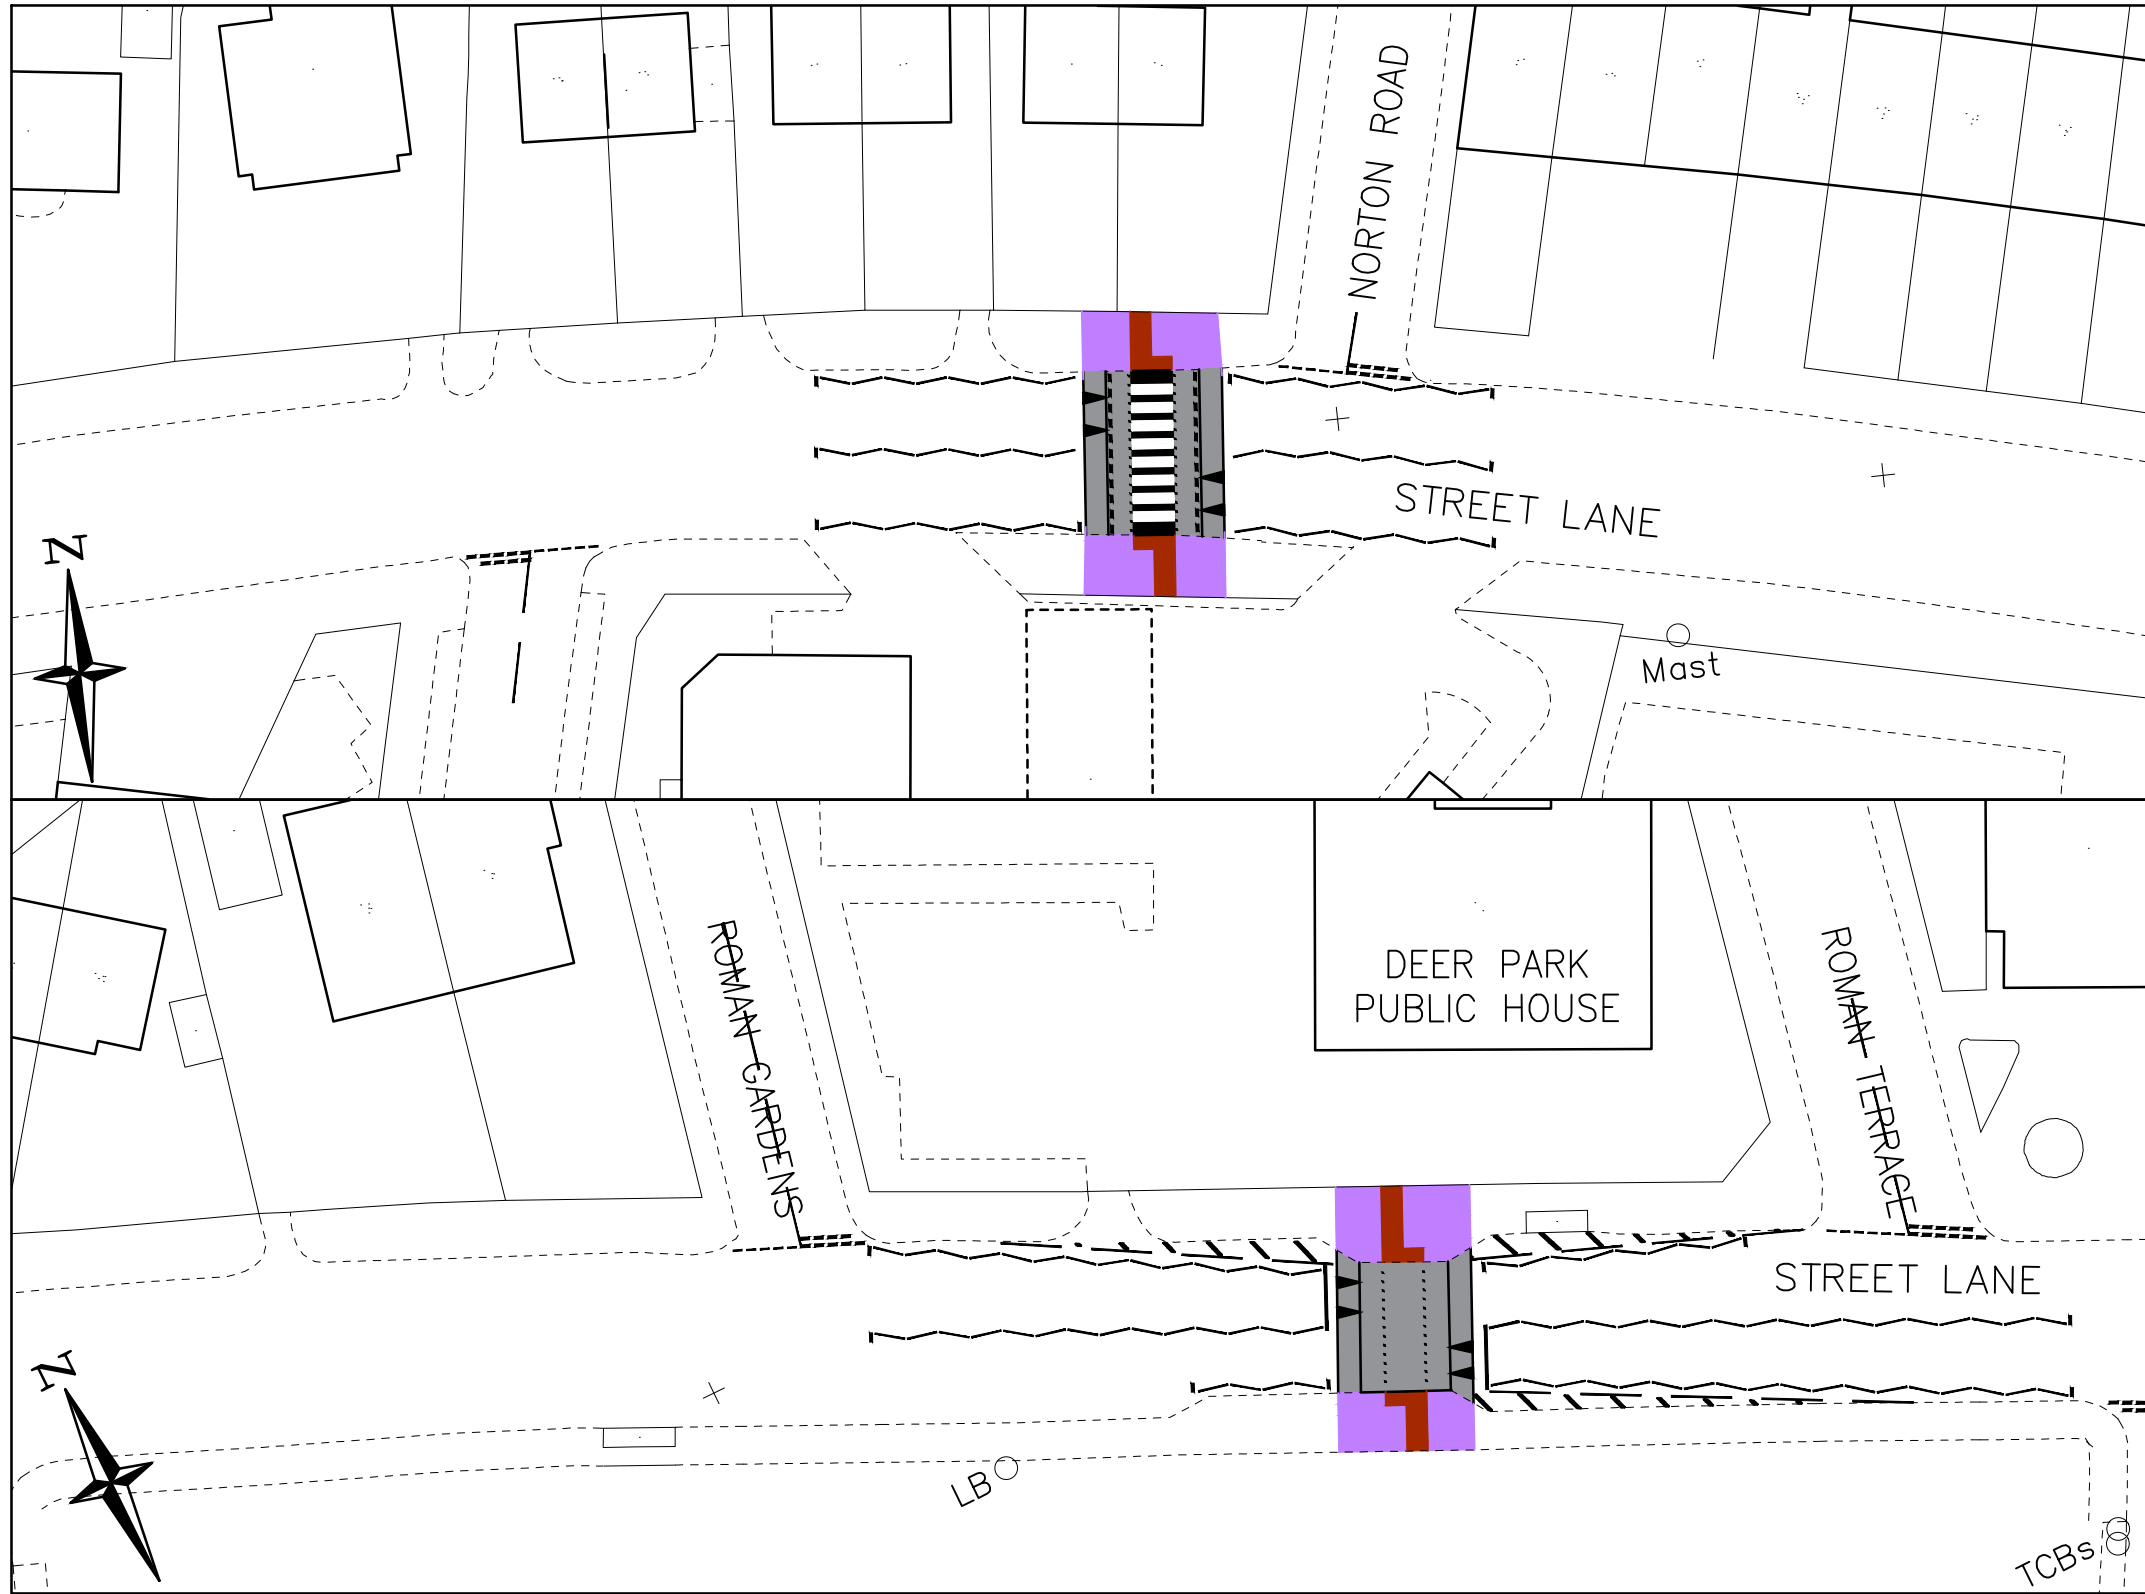 NORTON ROAD
STREET LANE
N
Mast
ROMAN GARDENS
DEER PARK
PUBLIC HOUSE
ROMAN TERRACE
STREET LANE
N
LB
TCBs